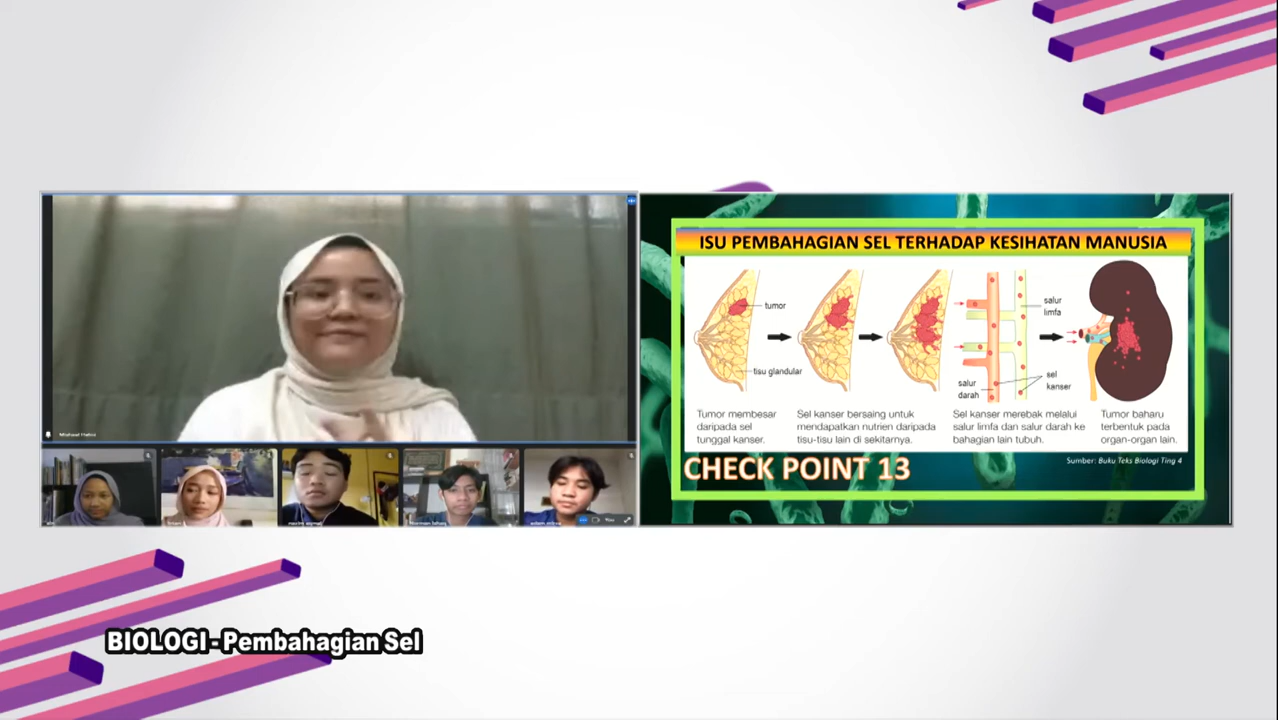 ISU PEMBAHAGIAN SEL TERHADAP KESIHATAN MANUSIA
tumor
tisu glandular
salur
limfa
salur
darah
sel
kanser
Tumor membesar
daripada sel
tunggal kanser.
Sel kanser bersaing untuk
mendapatkan nutrien daripada
tisu-tisu lain di sekitarnya.
Sel kanser merebak melalui
salur limfa dan salur darah ke
bahagian lain tubuh.
Tumor baharu
terbentuk pada
organ-organ lain.
Sumber: Buku Teks Biologi Ting 4
CHECK POINT 13
BIOLOGI - Pembahagian Sel